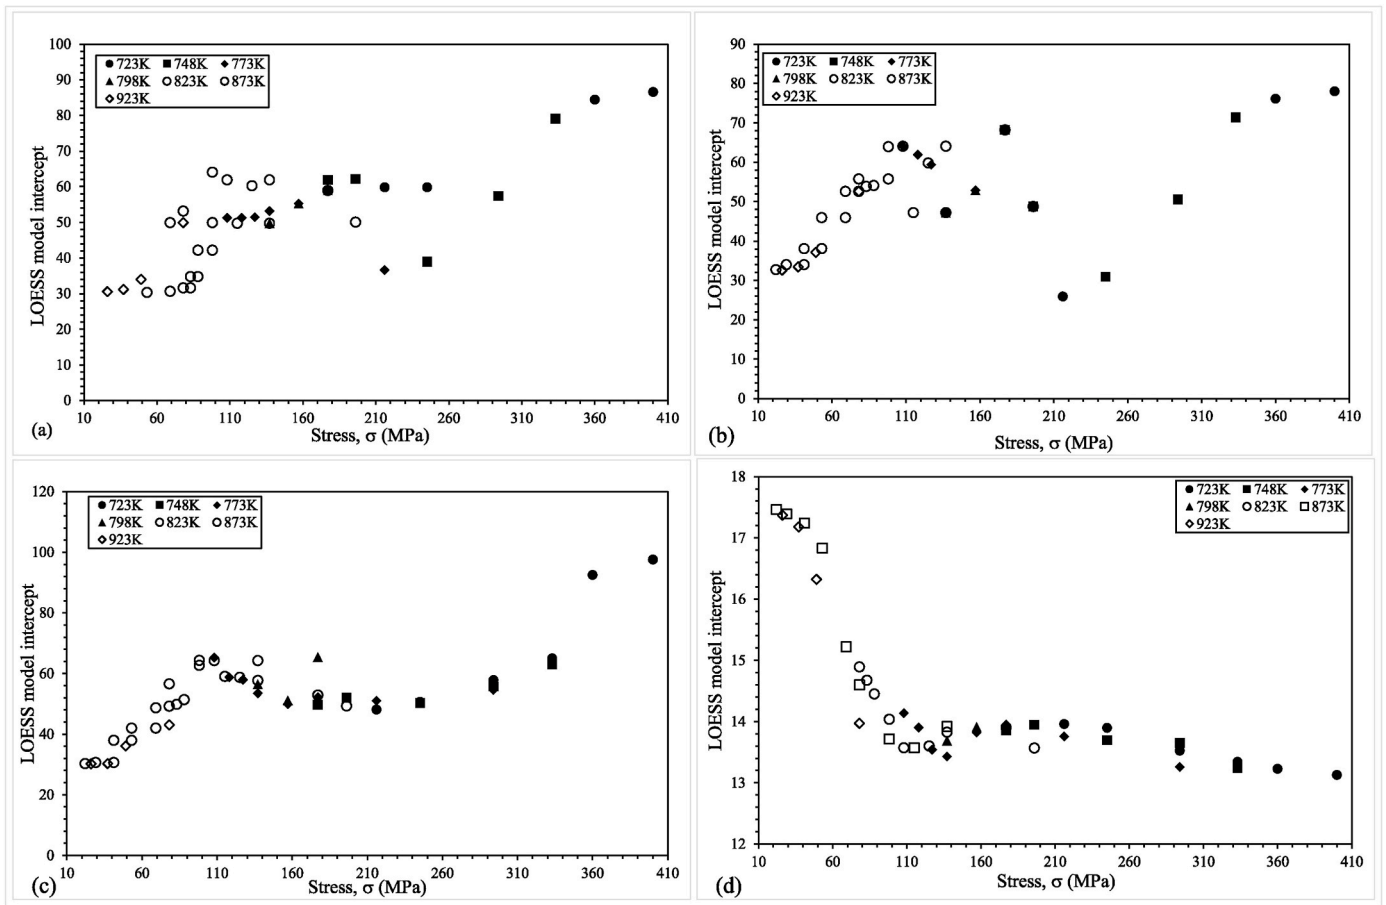 100
90
80
70
60
50
40
30
20
10
0
LOESS model intercept
723K 748K 773K
798K 823K 873K
923K
10 60 110 160 210 260 310 360 410
Stress, σ (MPa)
(a)
90
80
70
60
50
40
30
20
10
0
LOESS model intercept
723K 748K 773K
798K 823K 873K
923K
10 60 110 160 210 260 310 360 410
Stress, σ (MPa)
(b)
120
100
80
60
40
20
0
LOESS model intercept
723K 748K 773K
798K 823K 873K
923K
10 60 110 160 210 260 310 360 410
Stress, σ (MPa)
(c)
18
17
16
15
14
13
12
LOESS model intercept
723K 748K 773K
798K 823K 873K
923K
10 60 110 160 210 260 310 360 410
Stress, σ (MPa)
(d)